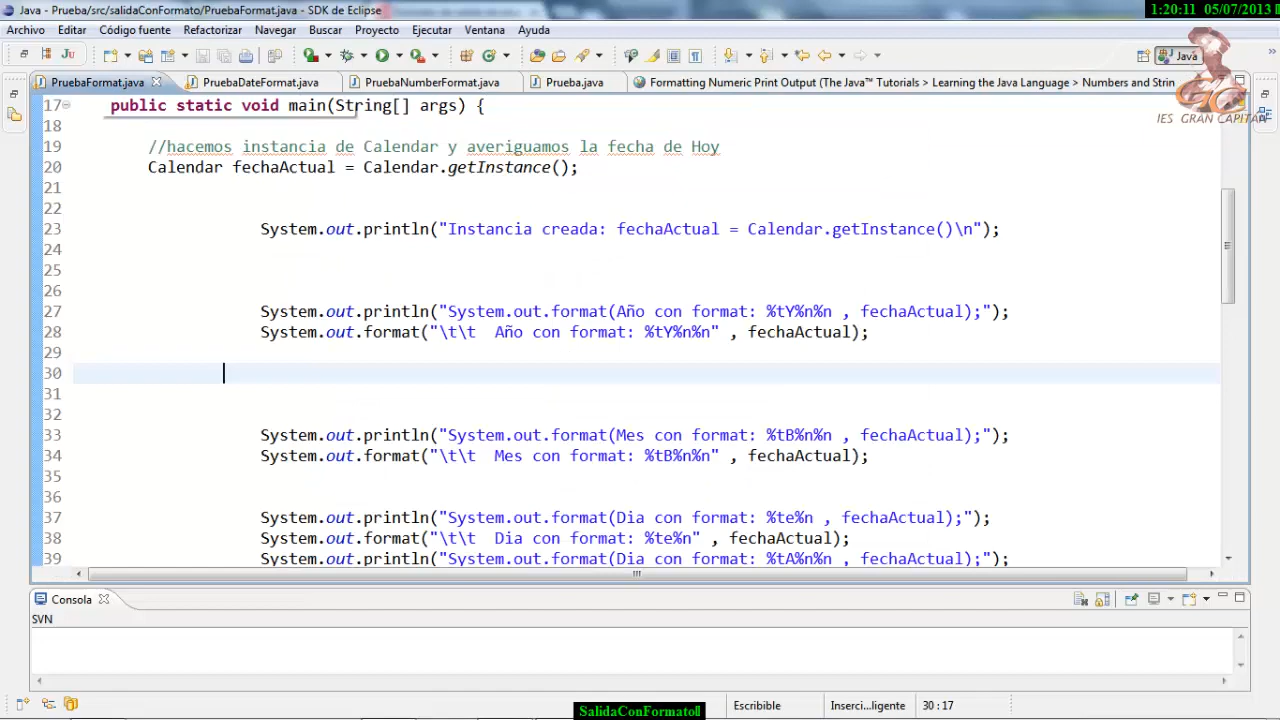 Java - Prueba/src/salidaConFormato/PruebaFormat.java - SDK de Eclipse
1:20:11 05/07/2013
Archivo Editar Código fuente Refactorizar Navegar Buscar Proyecto Ejecutar Ventana Ayuda
Java
PruebaFormat.java PruebaDateFormat.java PruebaNumberFormat.java Prueba.java Formatting Numeric Print Output (The Java™ Tutorials > Learning the Java Language > Numbers and Strin
IES GRAN CAPITÁN
17 public static void main(String[] args) {
18
19 //hacemos instancia de Calendar y averiguamos la fecha de Hoy
20 Calendar fechaActual = Calendar.getInstance();
21
22
23 System.out.println("Instancia creada: fechaActual = Calendar.getInstance()\n");
24
25
26
27 System.out.println("System.out.format(Año con format: %tY%n%n , fechaActual);");
28 System.out.format("\t\t  Año con format: %tY%n%n" , fechaActual);
29
30
31
32
33 System.out.println("System.out.format(Mes con format: %tB%n%n , fechaActual);");
34 System.out.format("\t\t  Mes con format: %tB%n%n" , fechaActual);
35
36
37 System.out.println("System.out.format(Dia con format: %te%n , fechaActual);");
38 System.out.format("\t\t  Dia con format: %te%n" , fechaActual);
39 System.out.println("System.out.format(Dia con format: %tA%n%n , fechaActual);");
Consola
SVN
SalidaConFormato
Escribible
Inserci...ligente
30 : 17